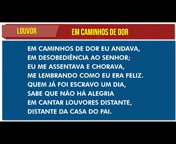 LOUVOR
EM CAMINHOS DE DOR
EM CAMINHOS DE DOR EU ANDAVA,
EM DESOBEDIÊNCIA AO SENHOR;
EU ME ASSENTAVA E CHORAVA,
ME LEMBRANDO COMO EU ERA FELIZ.
QUEM JÁ FOI ESCRAVO UM DIA,
SABE QUE NÃO HÁ ALEGRIA
EM CANTAR LOUVORES DISTANTE,
DISTANTE DA CASA DO PAI.